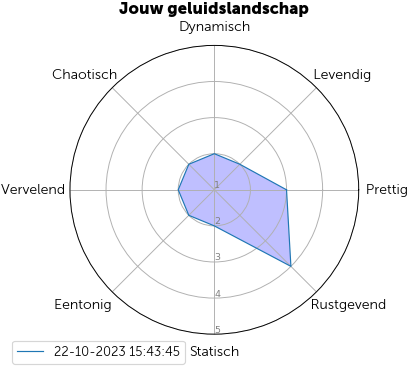 Jouw geluidslandschap
Dynamisch
Chaotisch
Levendig
Vervelend
Prettig
1
2
3
4
5
Eentonig
Rustgevend
Statisch
22-10-2023 15:43:45